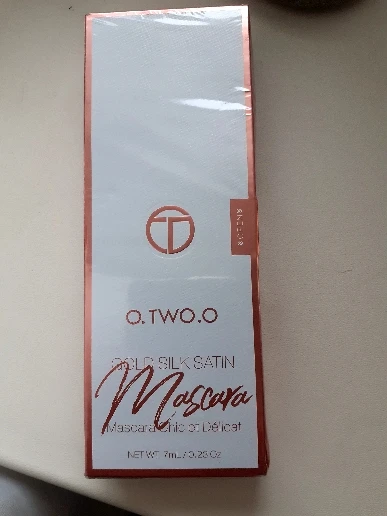 O.TWO.O
GOLD SILK SATIN
Mascara
Mascara Chic et Délicat
NET WT. 7mL / 0.23 Oz